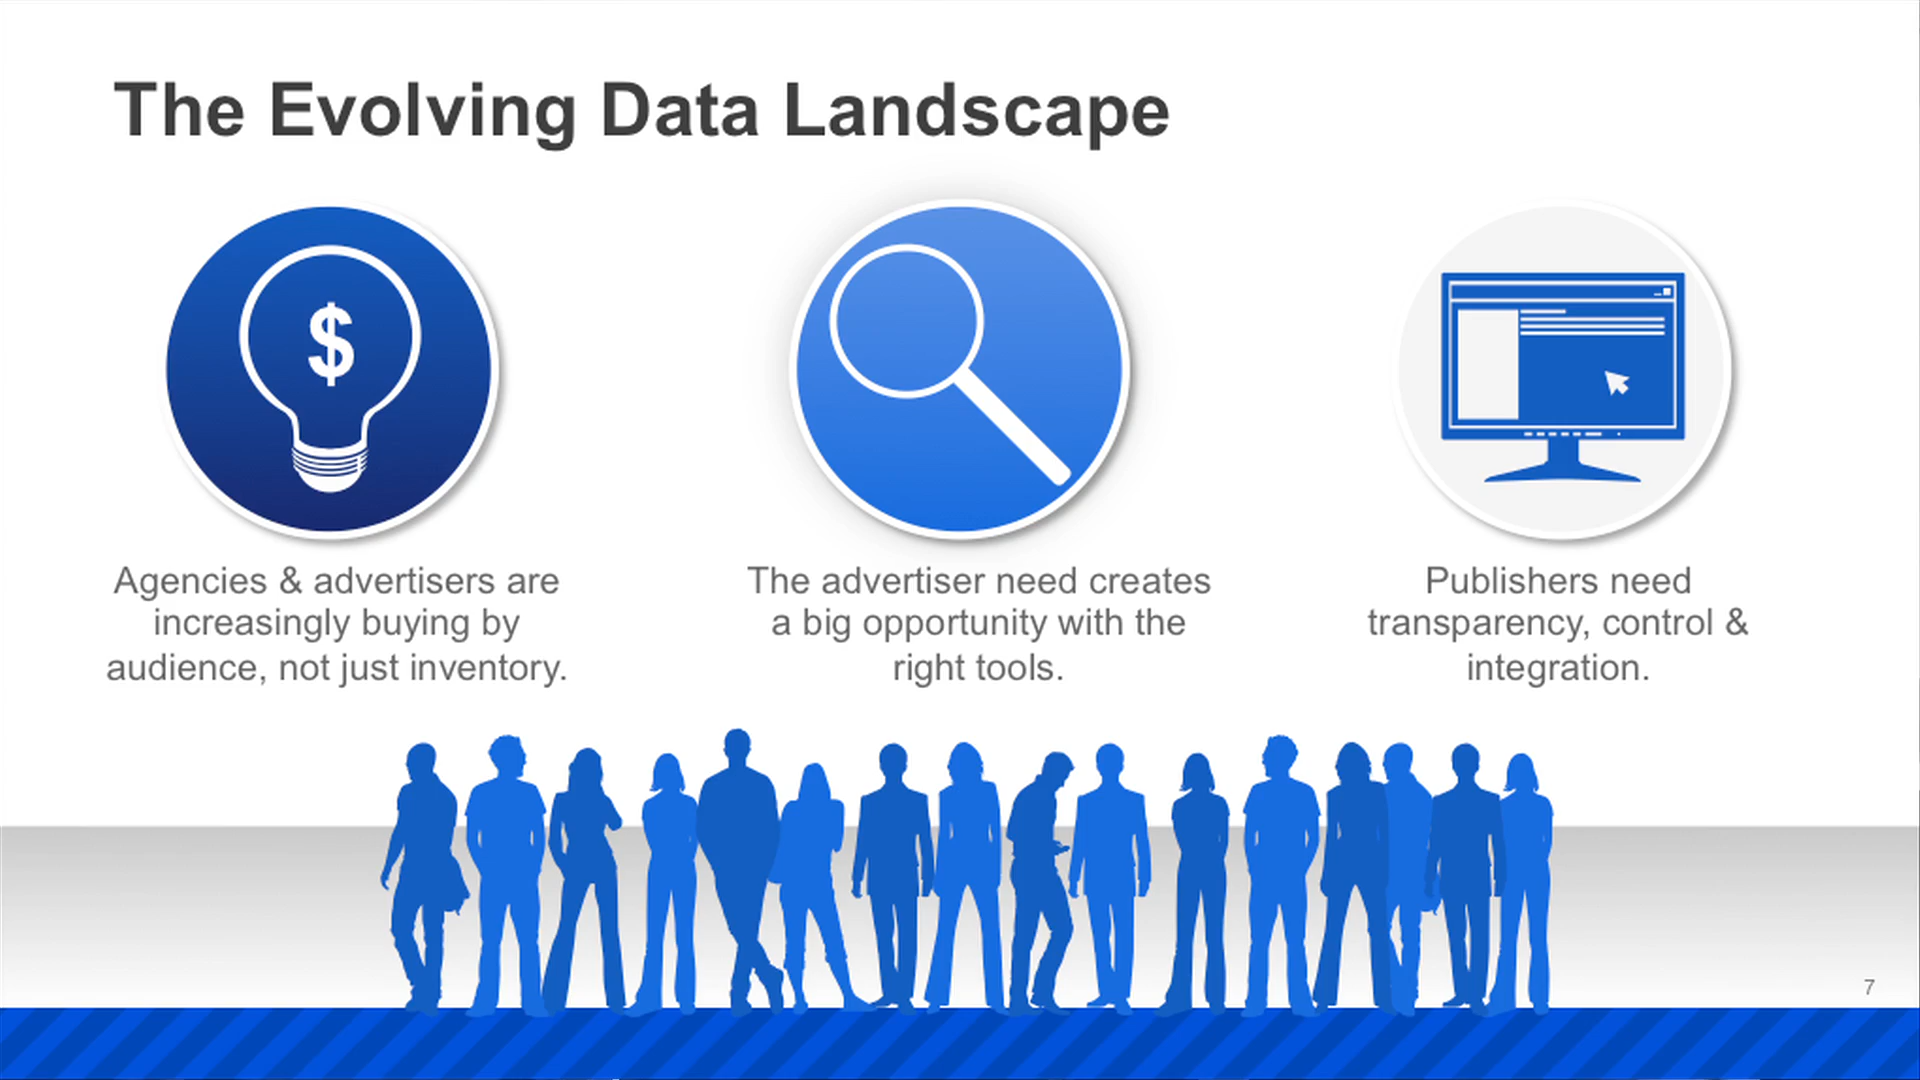 The Evolving Data Landscape
$
Agencies & advertisers are
increasingly buying by
audience, not just inventory.
The advertiser need creates
a big opportunity with the
right tools.
Publishers need
transparency, control &
integration.
7